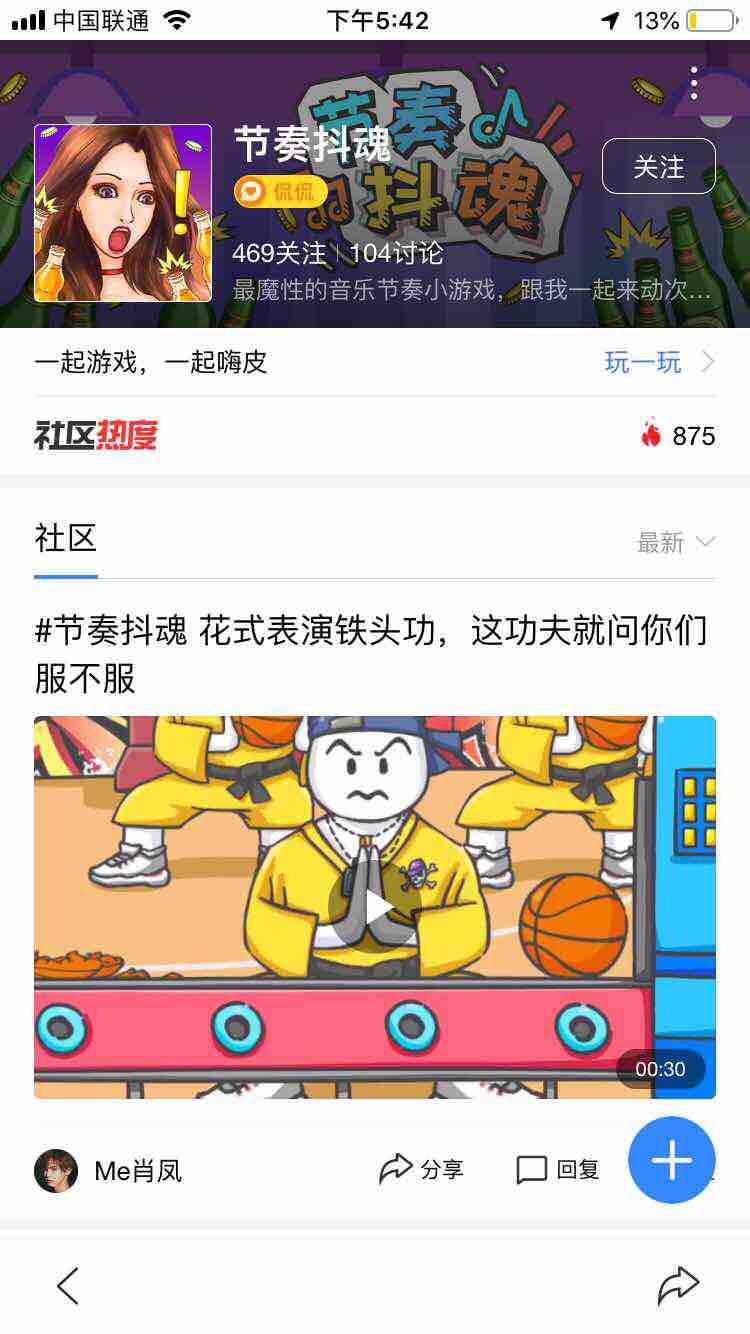 中国联通
下午5:42
13%
节奏抖魂
节奏
抖魂
关注
侃侃
469关注 | 104讨论
最魔性的音乐节奏小游戏，跟我一起来动次...
一起游戏，一起嗨皮
玩一玩
社区热度
875
社区
最新
#节奏抖魂 花式表演铁头功，这功夫就问你们
服不服
00:30
Me肖凤
分享
回复